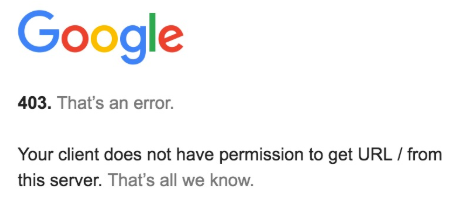 Google
403. That’s an error.
Your client does not have permission to get URL / from
this server. That’s all we know.